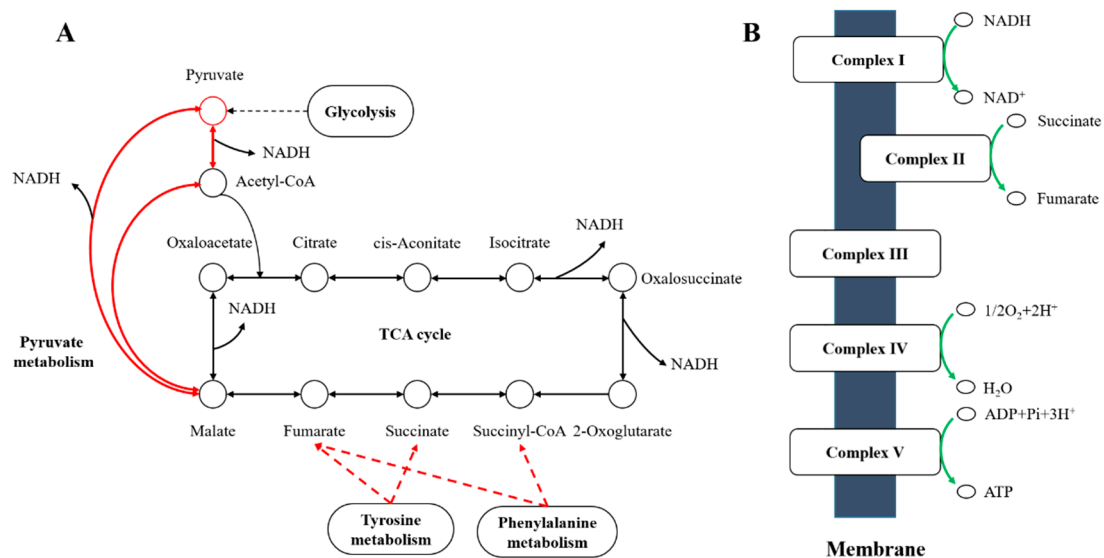 A
Pyruvate
Glycolysis
NADH
NADH
Acetyl-CoA
Oxaloacetate
Citrate
cis-Aconitate
Isocitrate
NADH
Oxalosuccinate
NADH
TCA cycle
Pyruvate
metabolism
NADH
Malate
Fumarate
Succinate
Succinyl-CoA
2-Oxoglutarate
Tyrosine
metabolism
Phenylalanine
metabolism
B
NADH
Complex I
NAD⁺
Succinate
Complex II
Fumarate
Complex III
1/2O₂+2H⁺
Complex IV
H₂O
ADP+Pi+3H⁺
Complex V
ATP
Membrane